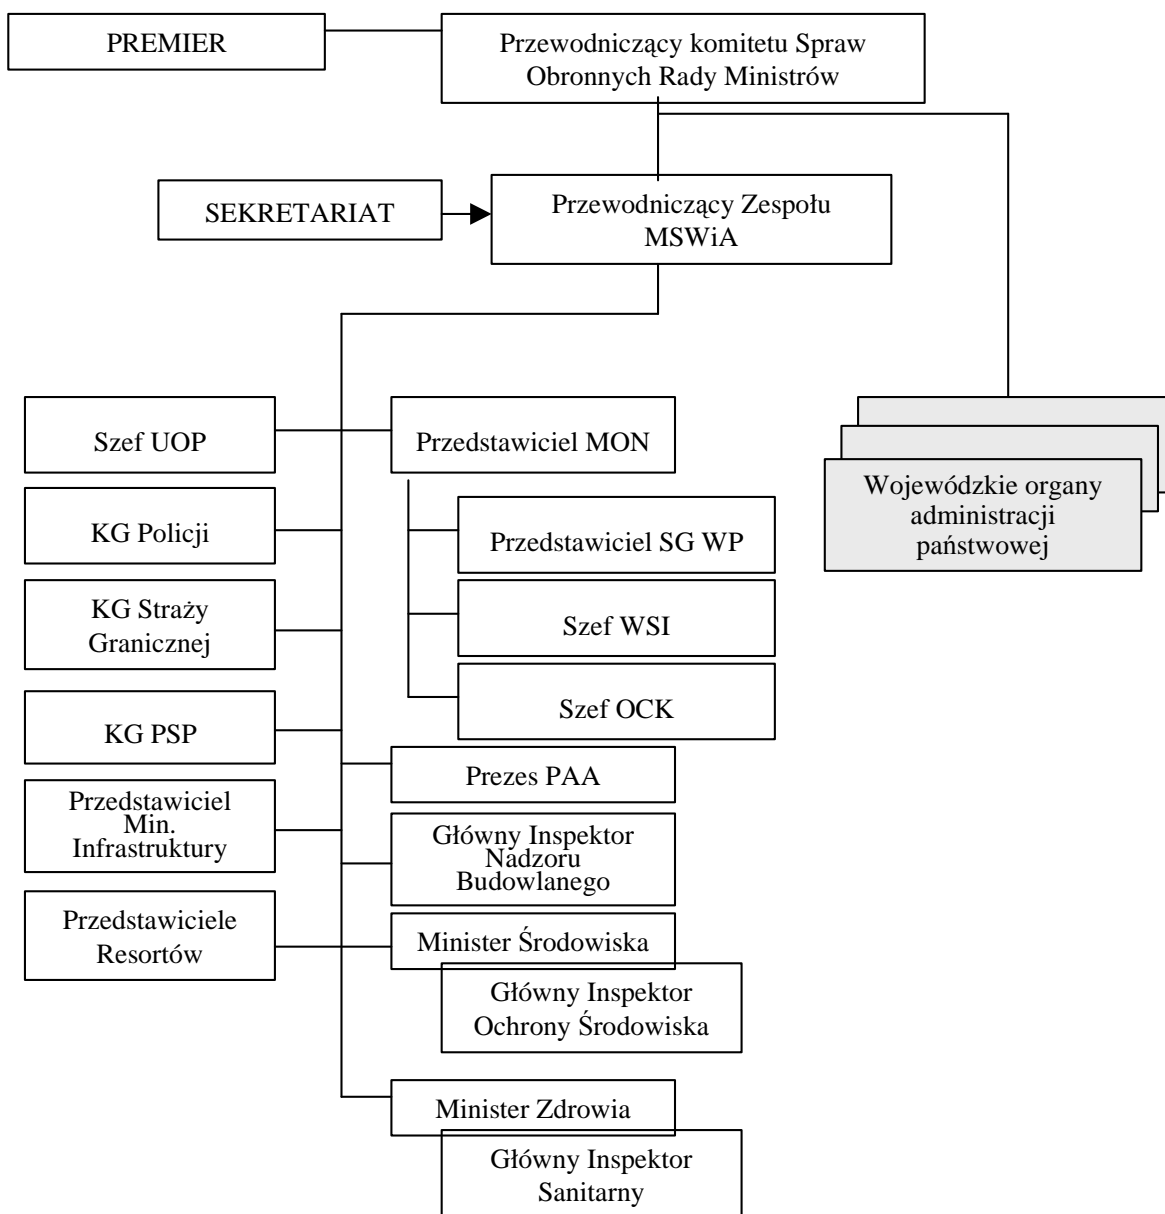 PREMIER
Przewodniczący komitetu Spraw
Obronnych Rady Ministrów
SEKRETARIAT
Przewodniczący Zespołu
MSWiA
Szef UOP
Przedstawiciel MON
KG Policji
Przedstawiciel SG WP
Wojewódzkie organy
administracji
państwowej
KG Straży
Granicznej
Szef WSI
KG PSP
Szef OCK
Prezes PAA
Przedstawiciel
Min.
Infrastruktury
Główny Inspektor
Nadzoru
Budowlanego
Przedstawiciele
Resortów
Minister Środowiska
Główny Inspektor
Ochrony Środowiska
Minister Zdrowia
Główny Inspektor
Sanitarny